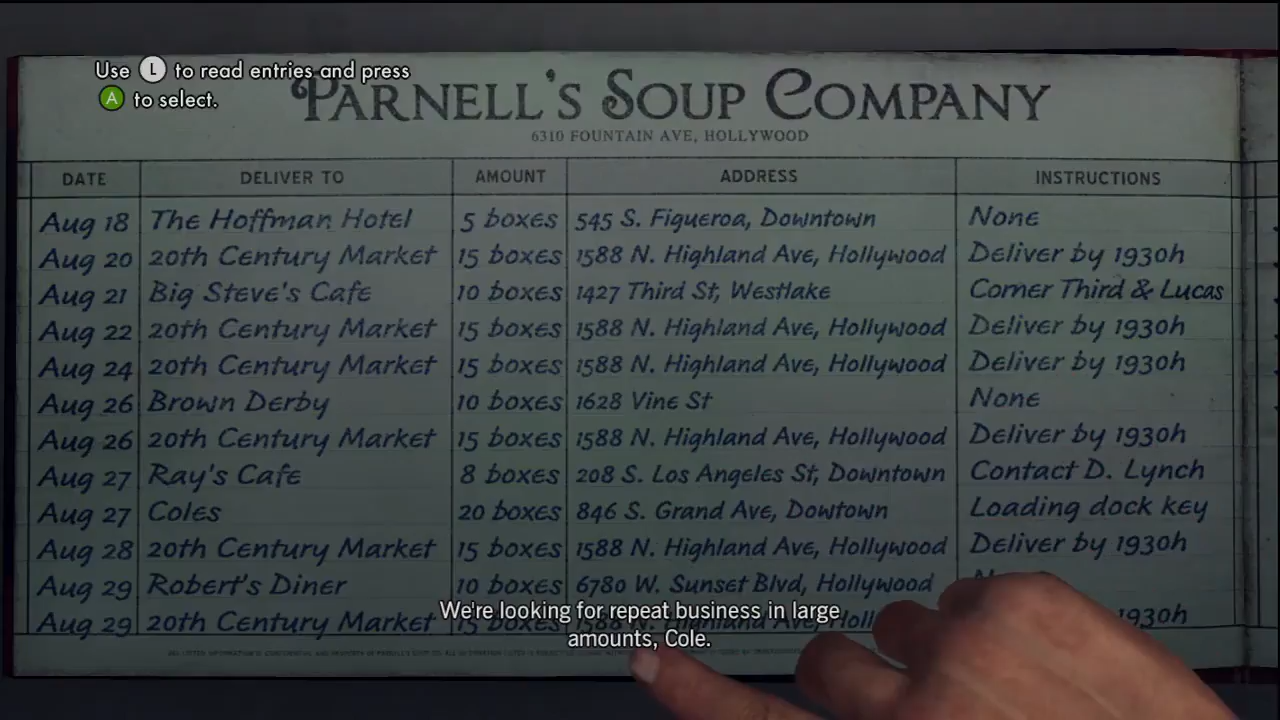 Use L to read entries and press
A to select.
PARNELL'S SOUP COMPANY
6310 FOUNTAIN AVE, HOLLYWOOD
DATE DELIVER TO AMOUNT ADDRESS INSTRUCTIONS
Aug 18 The Hoffman Hotel 5 boxes 545 S. Figueroa, Downtown None
Aug 20 20th Century Market 15 boxes 1588 N. Highland Ave, Hollywood Deliver by 1930h
Aug 21 Big Steve's Cafe 10 boxes 1427 Third St, Westlake Corner Third & Lucas
Aug 22 20th Century Market 15 boxes 1588 N. Highland Ave, Hollywood Deliver by 1930h
Aug 24 20th Century Market 15 boxes 1588 N. Highland Ave, Hollywood Deliver by 1930h
Aug 26 Brown Derby 10 boxes 1628 Vine St None
Aug 26 20th Century Market 15 boxes 1588 N. Highland Ave, Hollywood Deliver by 1930h
Aug 27 Ray's Cafe 8 boxes 208 S. Los Angeles St, Downtown Contact D. Lynch
Aug 27 Coles 20 boxes 846 S. Grand Ave, Dowtown Loading dock key
Aug 28 20th Century Market 15 boxes 1588 N. Highland Ave, Hollywood Deliver by 1930h
Aug 29 Robert's Diner 10 boxes 6780 W. Sunset Blvd, Hollywood
Aug 29 20th Century Market 15 boxes 1588 N. Highland Ave, 1930h
We're looking for repeat business in large
amounts, Cole.